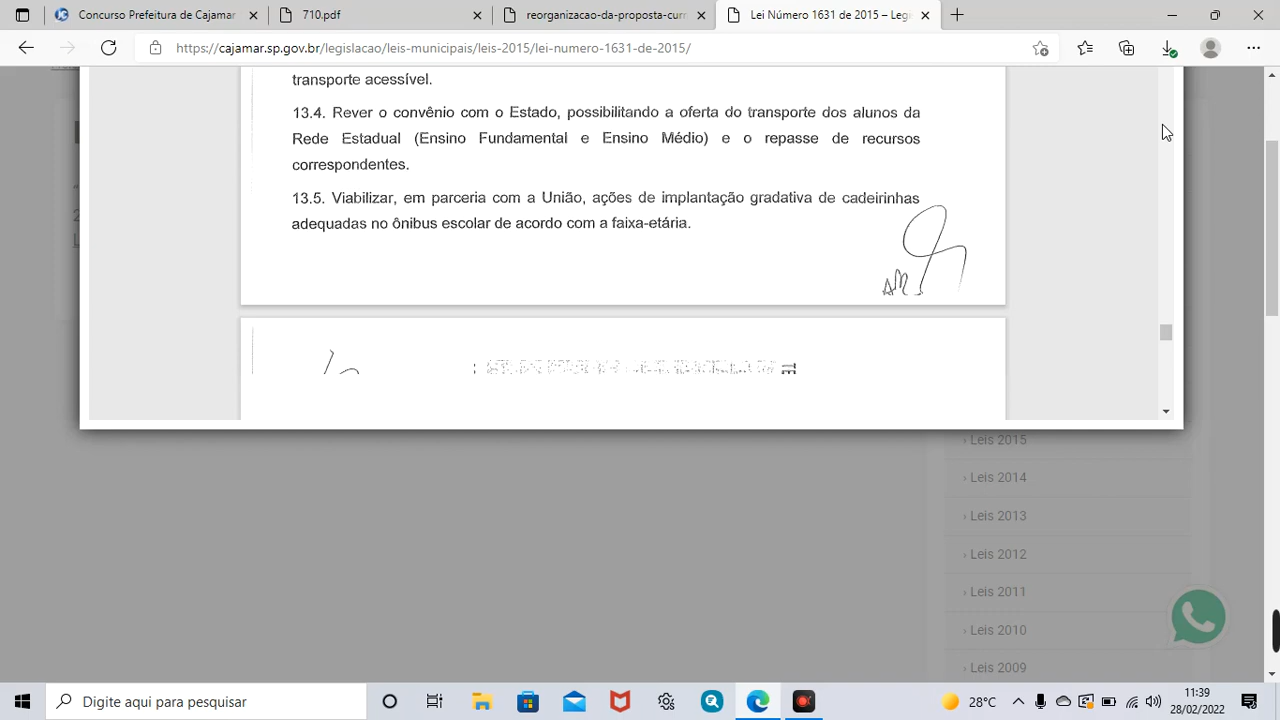 Concurso Prefeitura de Cajamar
710.pdf
reorganizacao-da-proposta-curr
Lei Número 1631 de 2015 – Legi
https://cajamar.sp.gov.br/legislacao/leis-municipais/leis-2015/lei-numero-1631-de-2015/
transporte acessível.
13.4. Rever o convênio com o Estado, possibilitando a oferta do transporte dos alunos da
Rede Estadual (Ensino Fundamental e Ensino Médio) e o repasse de recursos
correspondentes.
13.5. Viabilizar, em parceria com a União, ações de implantação gradativa de cadeirinhas
adequadas no ônibus escolar de acordo com a faixa-etária.
› Leis 2015
› Leis 2014
› Leis 2013
› Leis 2012
› Leis 2011
› Leis 2010
› Leis 2009
Digite aqui para pesquisar
28°C
11:39
28/02/2022